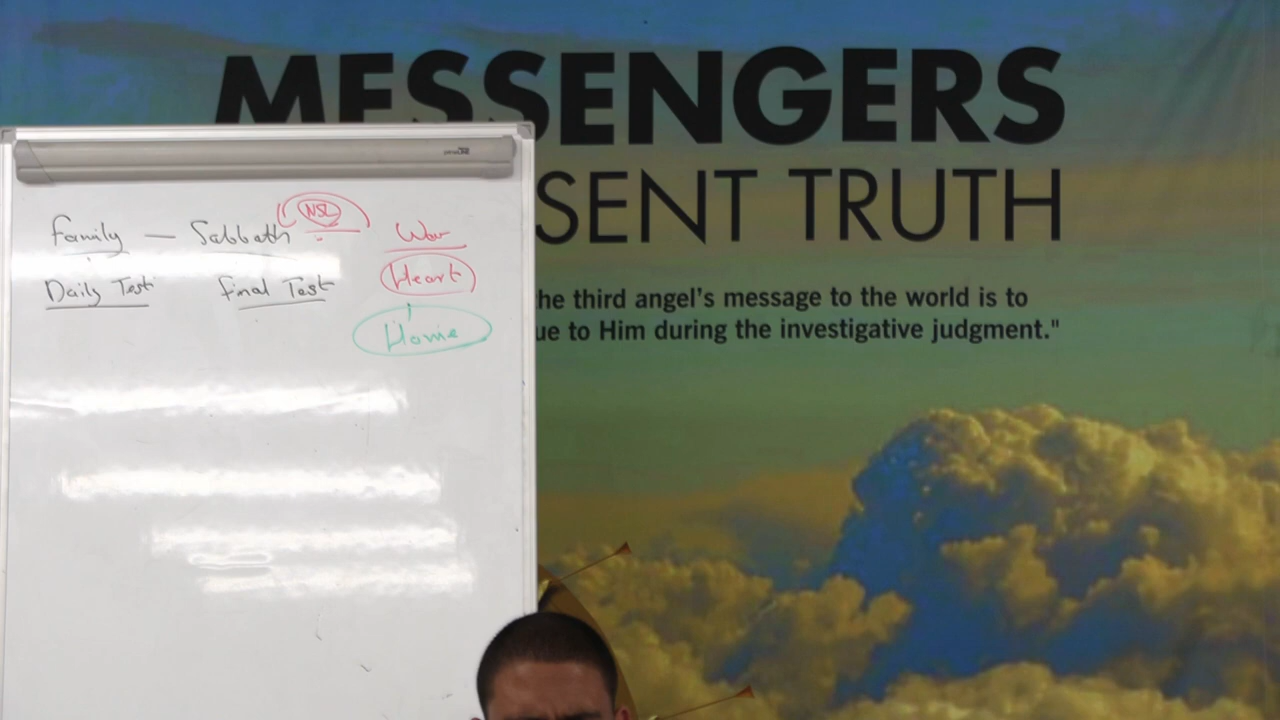 MESSENGERS
SENT TRUTH
he third angel's message to the world is to
ue to Him during the investigative judgment."
Family — Sabbath NSL War
Daily Test Final Test Heart
Home